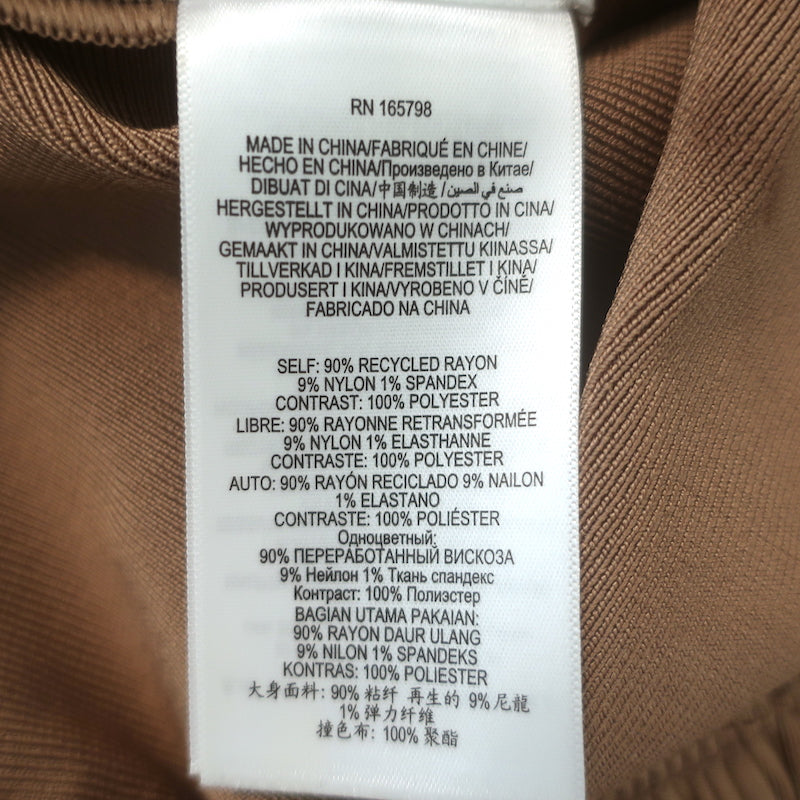 RN 165798
MADE IN CHINA/FABRIQUÉ EN CHINE/
HECHO EN CHINA/Произведено в Китае/
DIBUAT DI CINA/中国制造/صنع في الصين/
HERGESTELLT IN CHINA/PRODOTTO IN CINA/
WYPRODUKOWANO W CHINACH/
GEMAAKT IN CHINA/VALMISTETTU KIINASSA/
TILLVERKAD I KINA/FREMSTILLET I KINA/
PRODUSERT I KINA/VYROBENO V ČÍNĚ/
FABRICADO NA CHINA
SELF: 90% RECYCLED RAYON
9% NYLON 1% SPANDEX
CONTRAST: 100% POLYESTER
LIBRE: 90% RAYONNE RETRANSFORMÉE
9% NYLON 1% ELASTHANNE
CONTRASTE: 100% POLYESTER
AUTO: 90% RAYÓN RECICLADO 9% NAILON
1% ELASTANO
CONTRASTE: 100% POLIÉSTER
Одноцветный:
90% ПЕРЕРАБОТАННЫЙ ВИСКОЗА
9% Нейлон 1% Ткань спандекс
Контраст: 100% Полиэстер
BAGIAN UTAMA PAKAIAN:
90% RAYON DAUR ULANG
9% NILON 1% SPANDEKS
KONTRAS: 100% POLIESTER
大身面料: 90% 粘纤 再生的 9% 尼龍
1% 弹力纤维
撞色布: 100% 聚酯